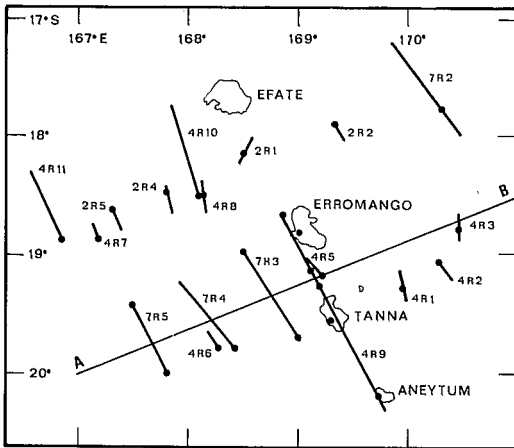 17°S
167°E
168°
169°
170°
7R2
EFATE
4R10
18°
2R2
2R1
4R11
2R4
4R8
2R5
B
ERROMANGO
4R7
4R3
19°
4R5
7R3
4R2
7R4
D
4R1
TANNA
7R5
4R6
4R9
A
20°
ANEYTUM